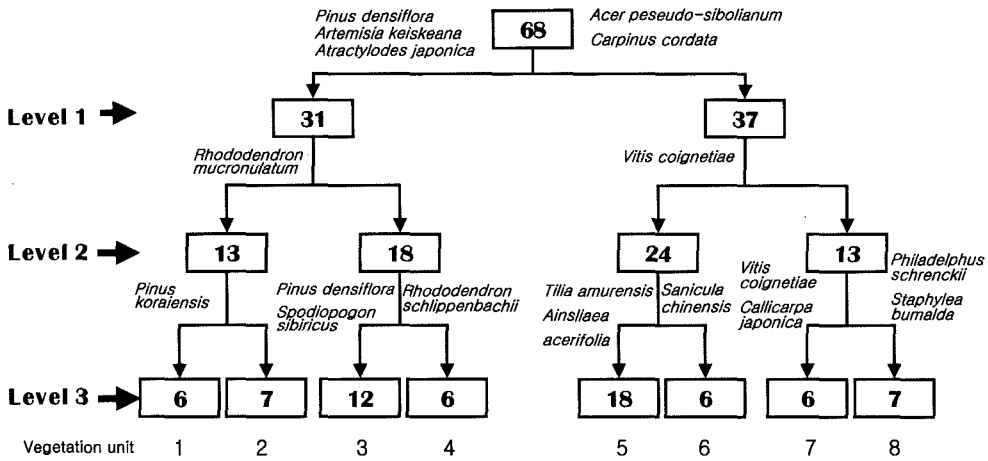 Pinus densiflora
Artemisia keiskeana
Atractylodes japonica
68
Acer peseudo-sibolianum
Carpinus cordata
Level 1
31
37
Rhododendron
mucronulatum
Vitis coignetiae
Level 2
13
18
24
13
Pinus
koraiensis
Pinus densiflora
Spodiopogon
sibiricus
Rhododendron
schlippenbachii
Tilia amurensis
Ainsliaea
acerifolia
Sanicula
chinensis
Vitis
coignetiae
Callicarpa
japonica
Philadelphus
schrenckii
Staphylea
bumalda
Level 3
6
7
12
6
18
6
6
7
Vegetation unit 1 2 3 4 5 6 7 8